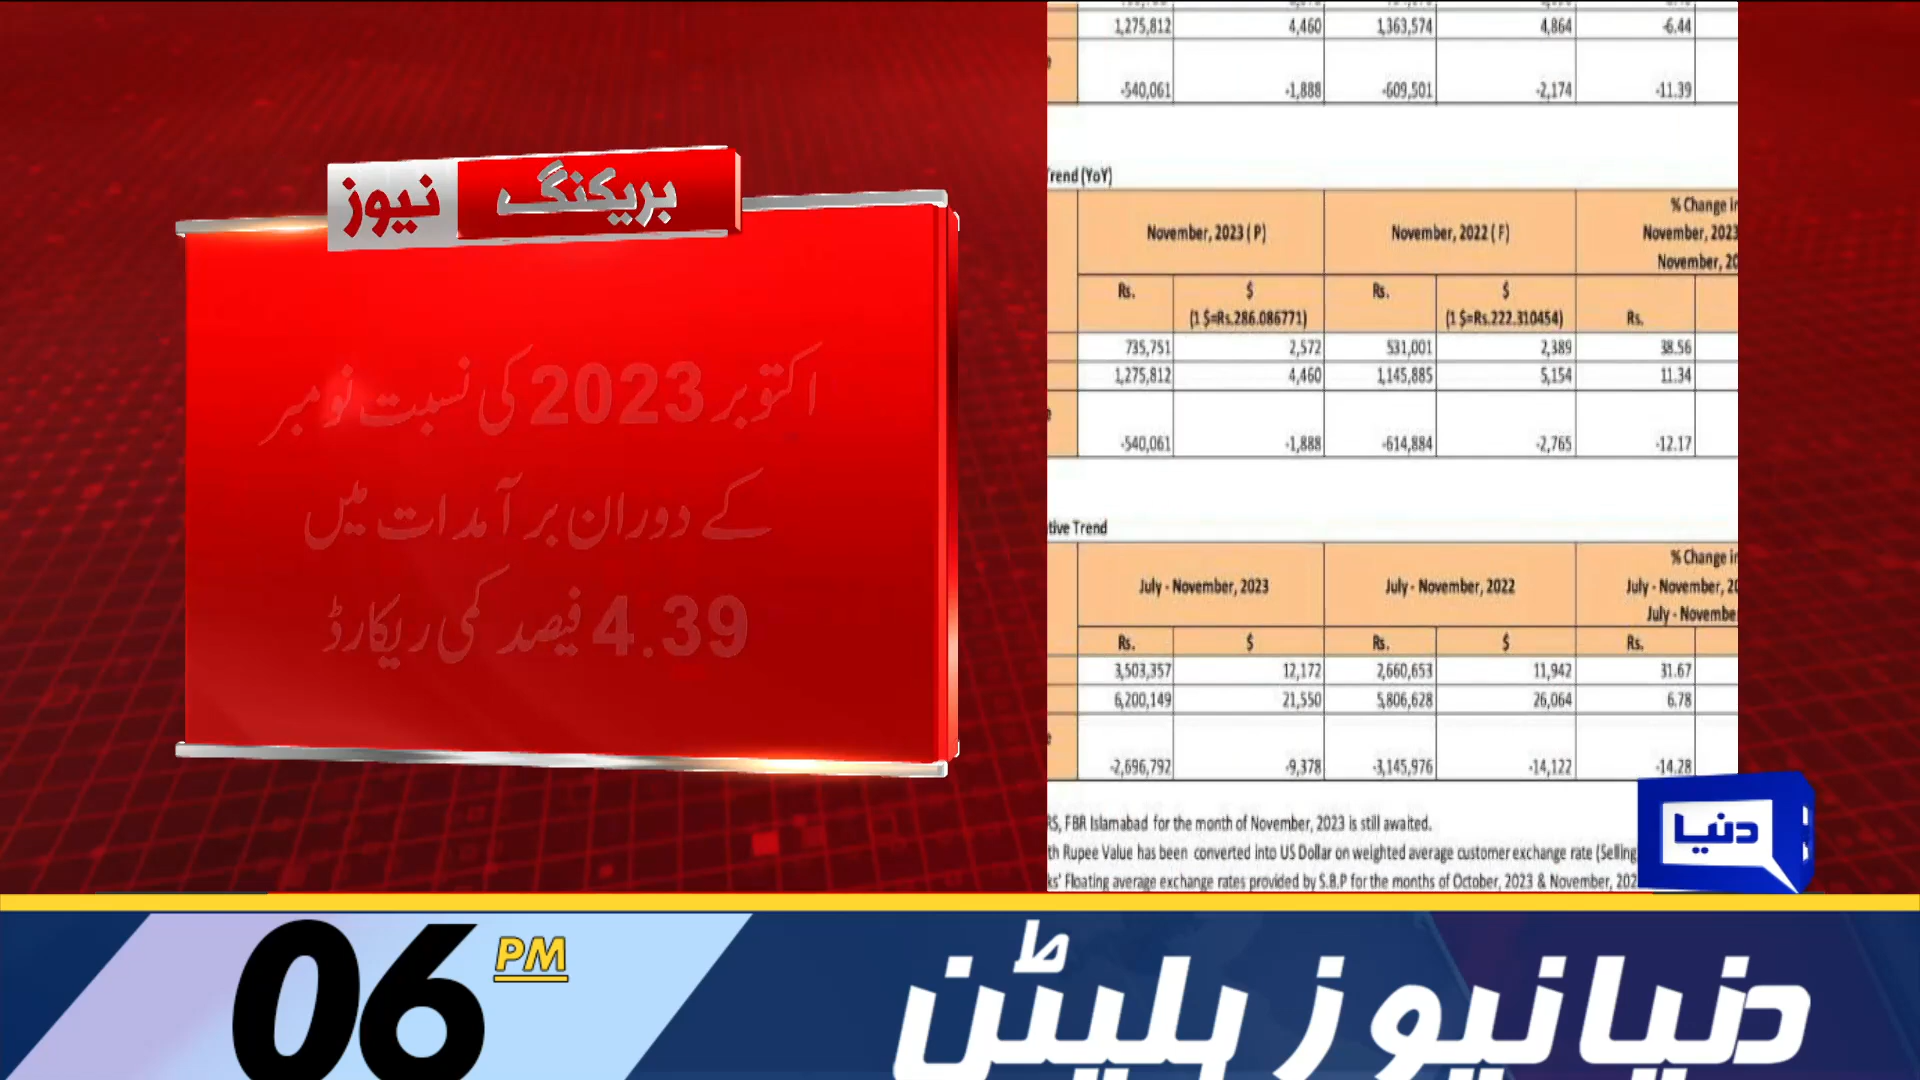 بریکنگ نیوز
اکتوبر 2023 کی نسبت نومبر
کے دوران برآمدات میں
4.39 فیصد کمی ریکارڈ
1,275,812 4,460 1,363,574 4,864 -6.44
-540,061 -1,888 -609,501 -2,174 -11.39
Trend (YoY)
November, 2023 ( P) November, 2022 ( F) % Change in
November, 2023
November, 20
Rs. $ Rs. $
(1 $=Rs.286.086771) (1 $=Rs.222.310454) Rs.
735,751 2,572 531,001 2,389 38.56
1,275,812 4,460 1,145,885 5,154 11.34
-540,061 -1,888 -614,884 -2,765 -12.17
tive Trend
July - November, 2023 July - November, 2022 % Change in
July - November, 20
July - November
Rs. $ Rs. $ Rs.
3,503,357 12,172 2,660,653 11,942 31.67
6,200,149 21,550 5,806,628 26,064 6.78
-2,696,792 -9,378 -3,145,976 -14,122 -14.28
RS, FBR Islamabad for the month of November, 2023 is still awaited.
th Rupee Value has been converted into US Dollar on weighted average customer exchange rate (Selling
ks' Floating average exchange rates provided by S.B.P for the months of October, 2023 & November, 202
دنیا
06 PM
دنیا نیوز بلیٹن